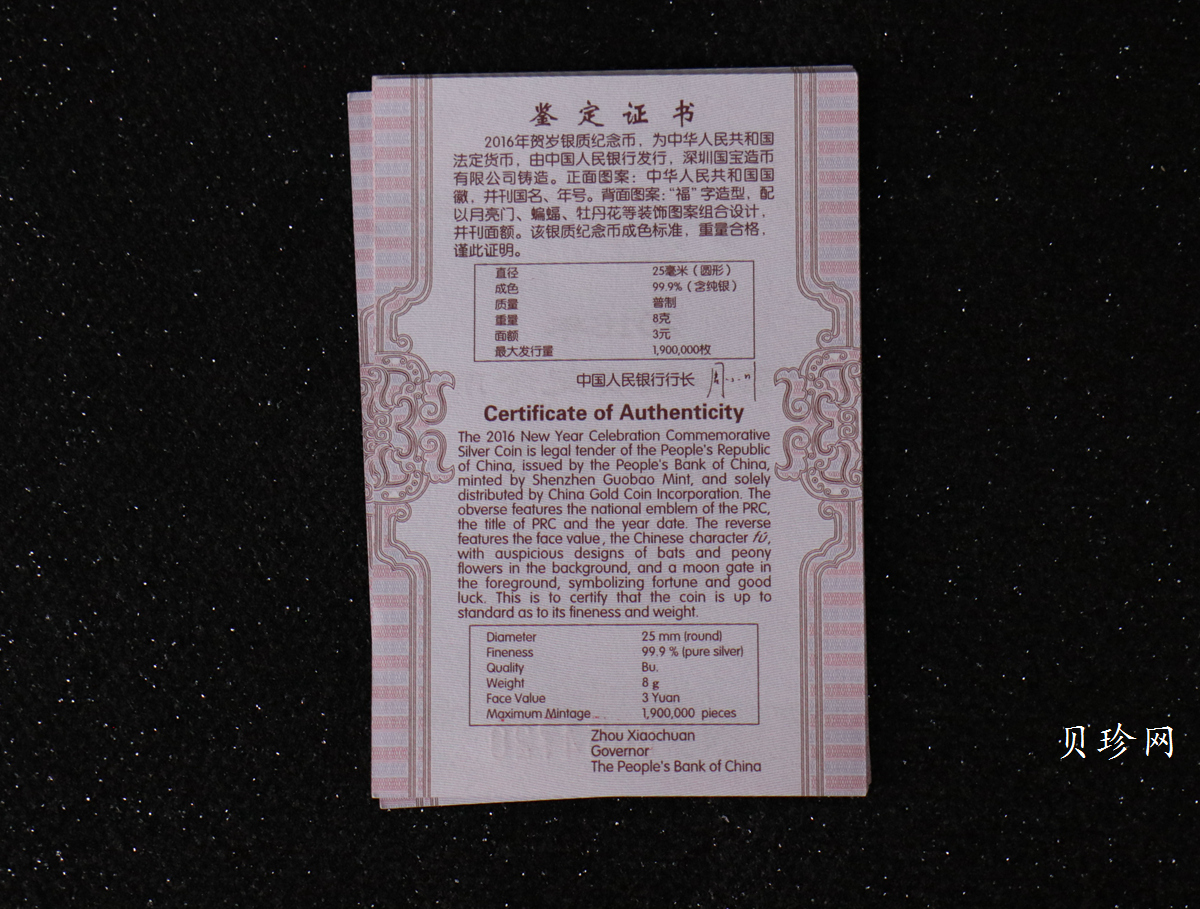 鉴定证书
2016年贺岁银质纪念币，为中华人民共和国
法定货币，由中国人民银行发行，深圳国宝造币
有限公司铸造。正面图案：中华人民共和国国
徽，并刊国名、年号。背面图案：“福”字造型，配
以月亮门、蝙蝠、牡丹花等装饰图案组合设计，
并刊面额。该银质纪念币成色标准，重量合格，
谨此证明。
直径 25毫米（圆形）
成色 99.9%（含纯银）
质量 普制
重量 8克
面额 3元
最大发行量 1,900,000枚
中国人民银行行长
Certificate of Authenticity
The 2016 New Year Celebration Commemorative
Silver Coin is legal tender of the People's Republic
of China, issued by the People's Bank of China,
minted by Shenzhen Guobao Mint, and solely
distributed by China Gold Coin Incorporation. The
obverse features the national emblem of the PRC,
the title of PRC and the year date. The reverse
features the face value, the Chinese character fú,
with auspicious designs of bats and peony
flowers in the background, and a moon gate in
the foreground, symbolizing fortune and good
luck. This is to certify that the coin is up to
standard as to its fineness and weight.
Diameter 25 mm (round)
Fineness 99.9 % (pure silver)
Quality Bu.
Weight 8 g
Face Value 3 Yuan
Maximum Mintage 1,900,000 pieces
Zhou Xiaochuan
Governor
The People's Bank of China
贝珍网